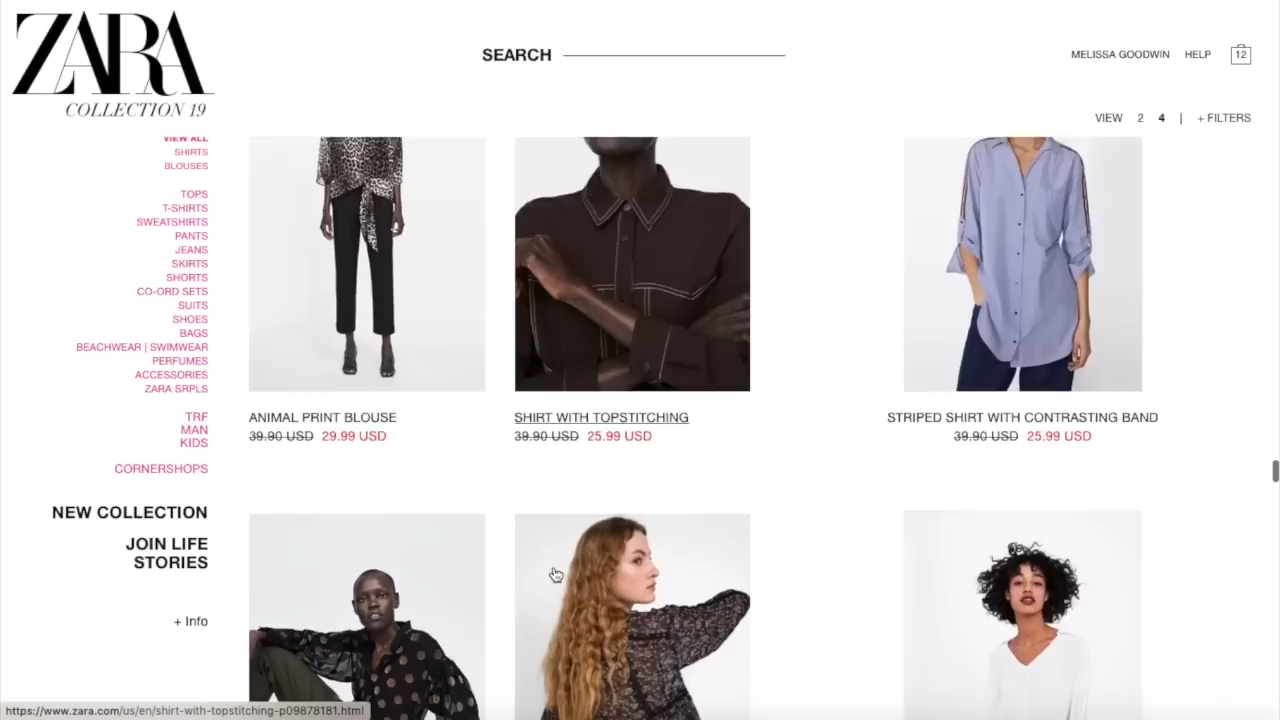 ZARA
COLLECTION 19
SEARCH
MELISSA GOODWIN HELP 12
VIEW 2 4 | + FILTERS
VIEW ALL
SHIRTS
BLOUSES
TOPS
T-SHIRTS
SWEATSHIRTS
PANTS
JEANS
SKIRTS
SHORTS
CO-ORD SETS
SUITS
SHOES
BAGS
BEACHWEAR | SWIMWEAR
PERFUMES
ACCESSORIES
ZARA SRPLS
TRF
MAN
KIDS
CORNERSHOPS
NEW COLLECTION
JOIN LIFE
STORIES
+ Info
ANIMAL PRINT BLOUSE
39.90 USD 29.99 USD
SHIRT WITH TOPSTITCHING
39.90 USD 25.99 USD
STRIPED SHIRT WITH CONTRASTING BAND
39.90 USD 25.99 USD
https://www.zara.com/us/en/shirt-with-topstitching-p09878181.html